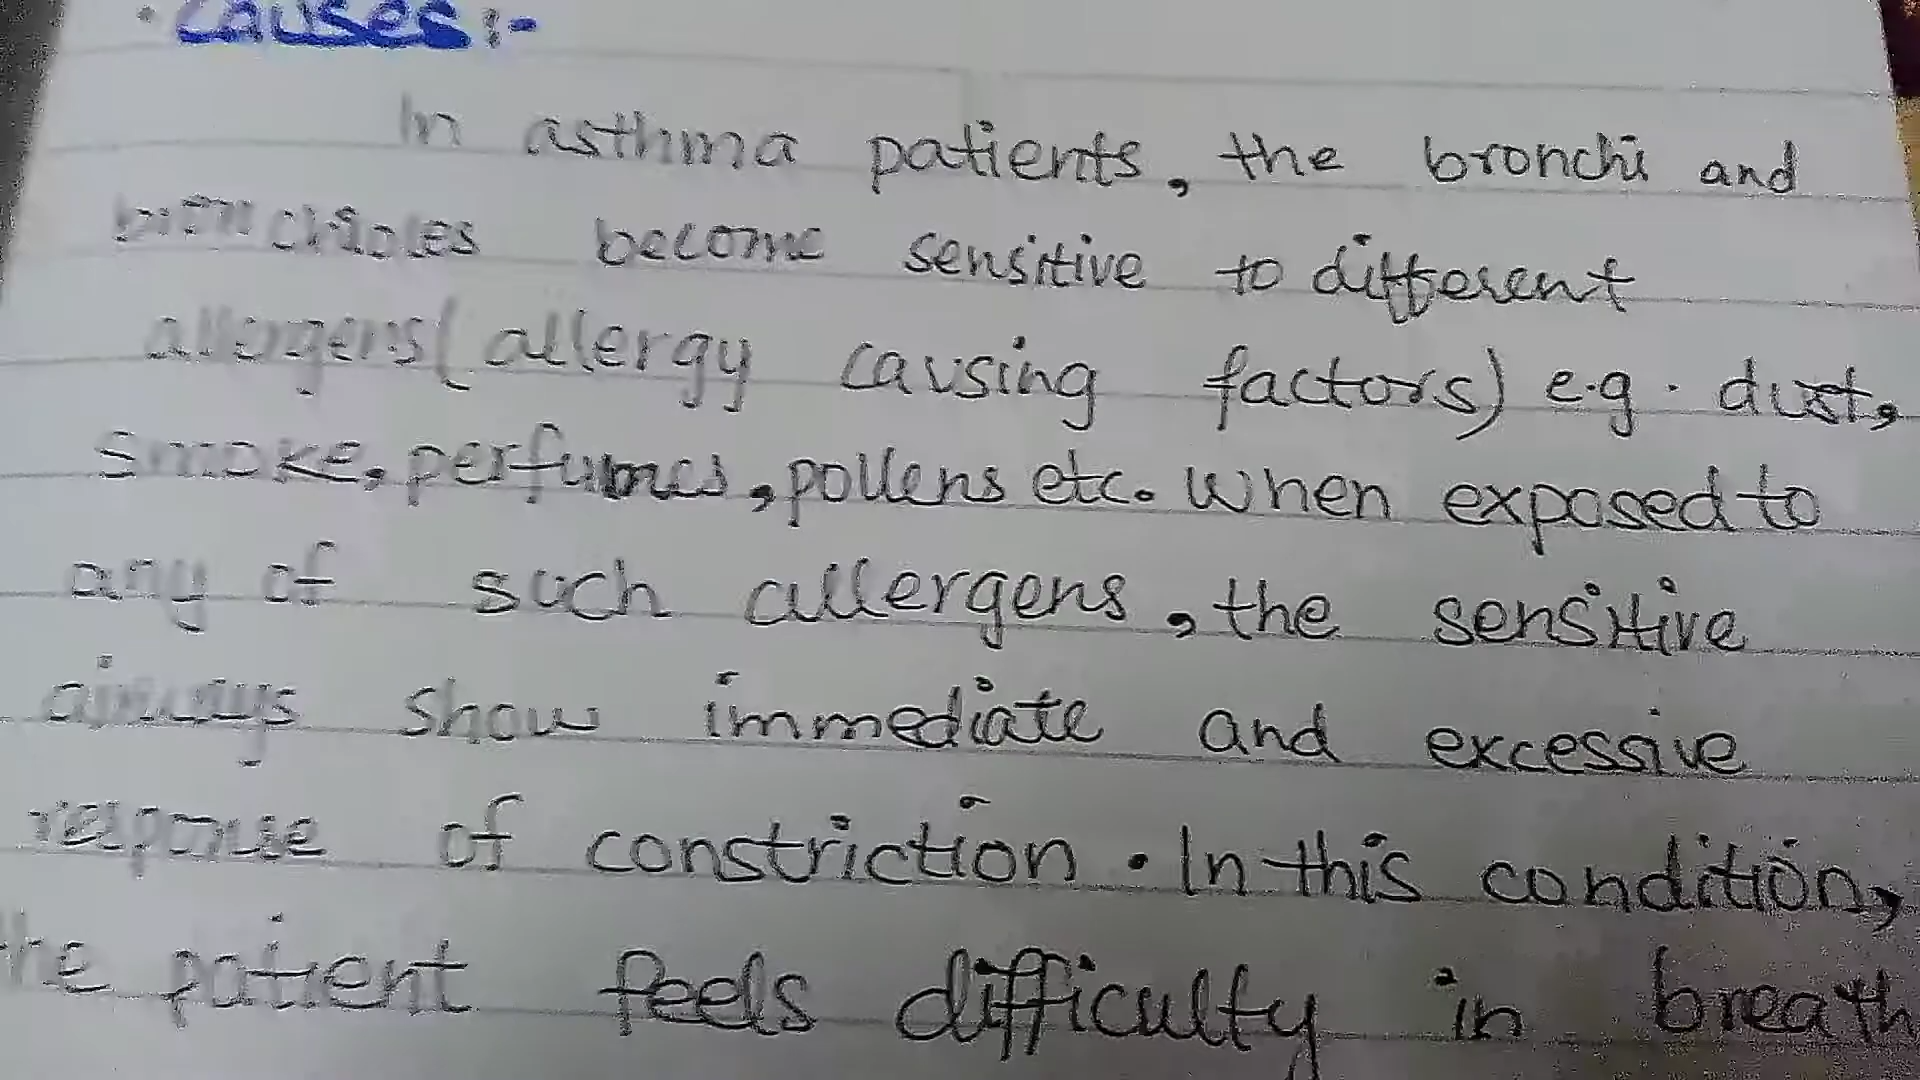 · Causes:-
In asthma patients, the bronchi and
bronchioles become sensitive to different
allergens(allergy causing factors) e.g. dust,
smoke, perfumes, pollens etc. When exposed to
any of such allergens, the sensitive
airways show immediate and excessive
response of constriction. In this condition,
the patient feels difficulty in breath